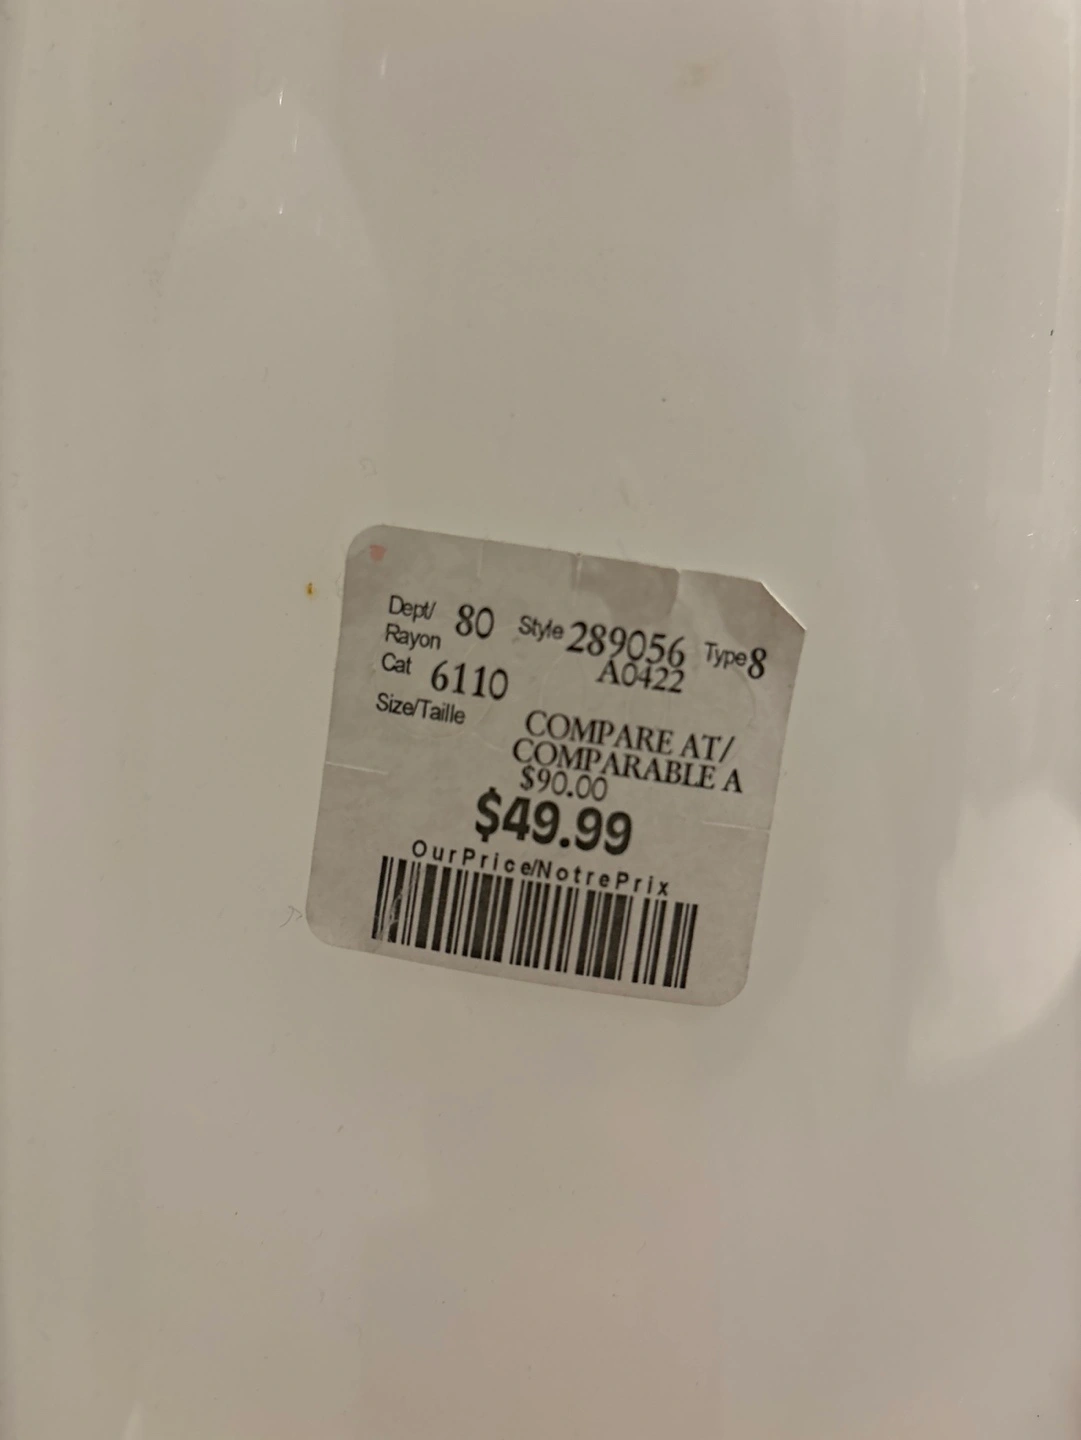 Dept/ 80 Style 289056 Type 8
Rayon A0422
Cat 6110
Size/Taille
COMPARE AT/
COMPARABLE A
$90.00
$49.99
OurPrice/NotrePrix